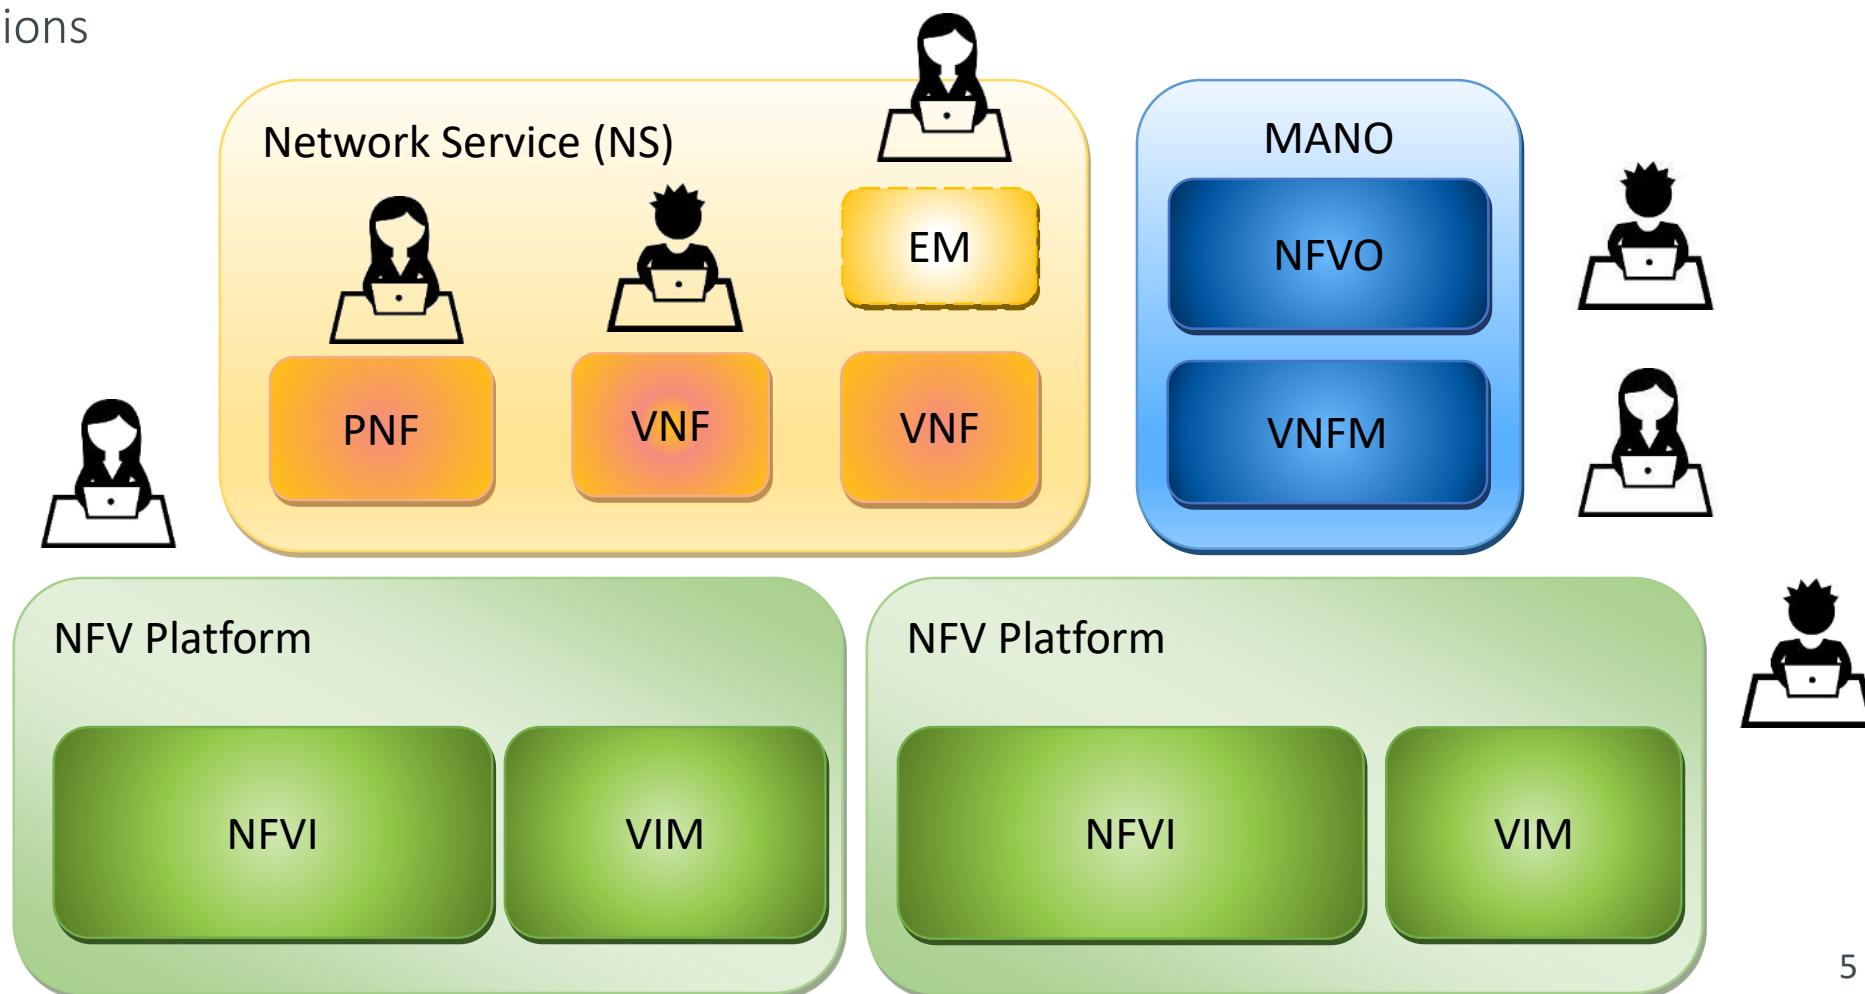 ions
Network Service (NS)
EM
PNF
VNF
VNF
MANO
NFVO
VNFM
NFV Platform
NFVI
VIM
NFV Platform
NFVI
VIM
5